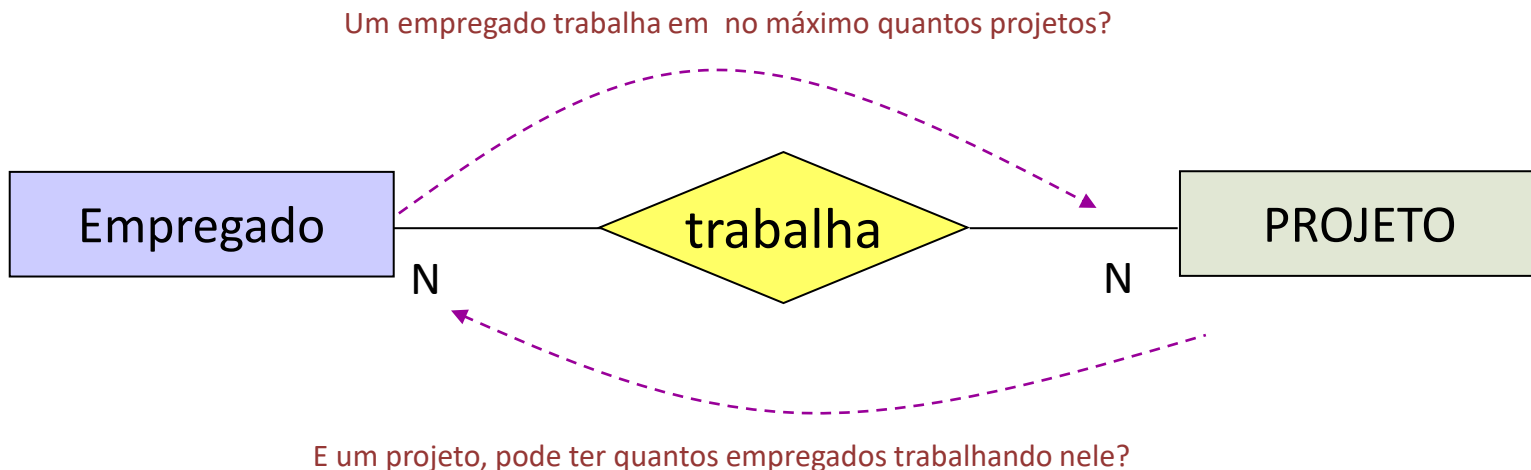 Um empregado trabalha em no máximo quantos projetos?
Empregado
trabalha
PROJETO
N
N
E um projeto, pode ter quantos empregados trabalhando nele?